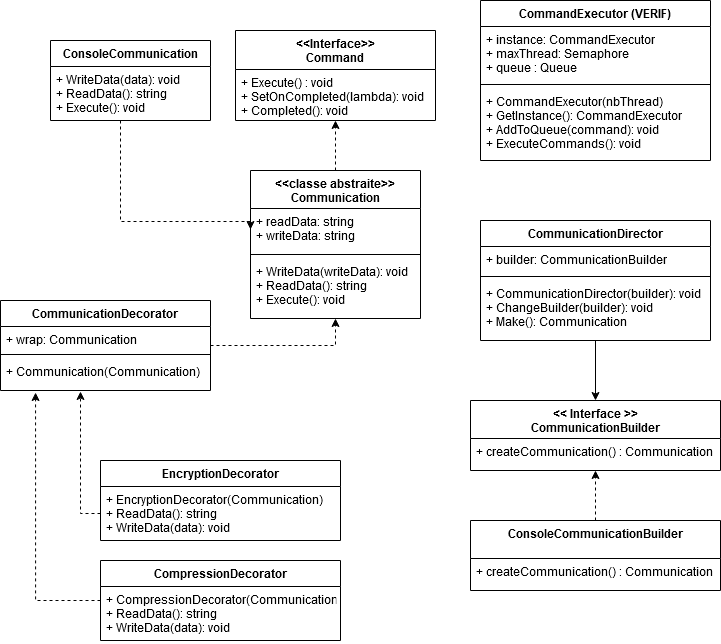 ConsoleCommunication
+ WriteData(data): void
+ ReadData(): string
+ Execute(): void
<<Interface>>
Command
+ Execute() : void
+ SetOnCompleted(lambda): void
+ Completed(): void
CommandExecutor (VERIF)
+ instance: CommandExecutor
+ maxThread: Semaphore
+ queue : Queue
+ CommandExecutor(nbThread)
+ GetInstance(): CommandExecutor
+ AddToQueue(command): void
+ ExecuteCommands(): void
<<classe abstraite>>
Communication
+ readData: string
+ writeData: string
+ WriteData(writeData): void
+ ReadData(): string
+ Execute(): void
CommunicationDirector
+ builder: CommunicationBuilder
+ CommunicationDirector(builder): void
+ ChangeBuilder(builder): void
+ Make(): Communication
CommunicationDecorator
+ wrap: Communication
+ Communication(Communication)
<< Interface >>
CommunicationBuilder
+ createCommunication() : Communication
EncryptionDecorator
+ EncryptionDecorator(Communication)
+ ReadData(): string
+ WriteData(data): void
ConsoleCommunicationBuilder
+ createCommunication() : Communication
CompressionDecorator
+ CompressionDecorator(Communication
+ ReadData(): string
+ WriteData(data): void